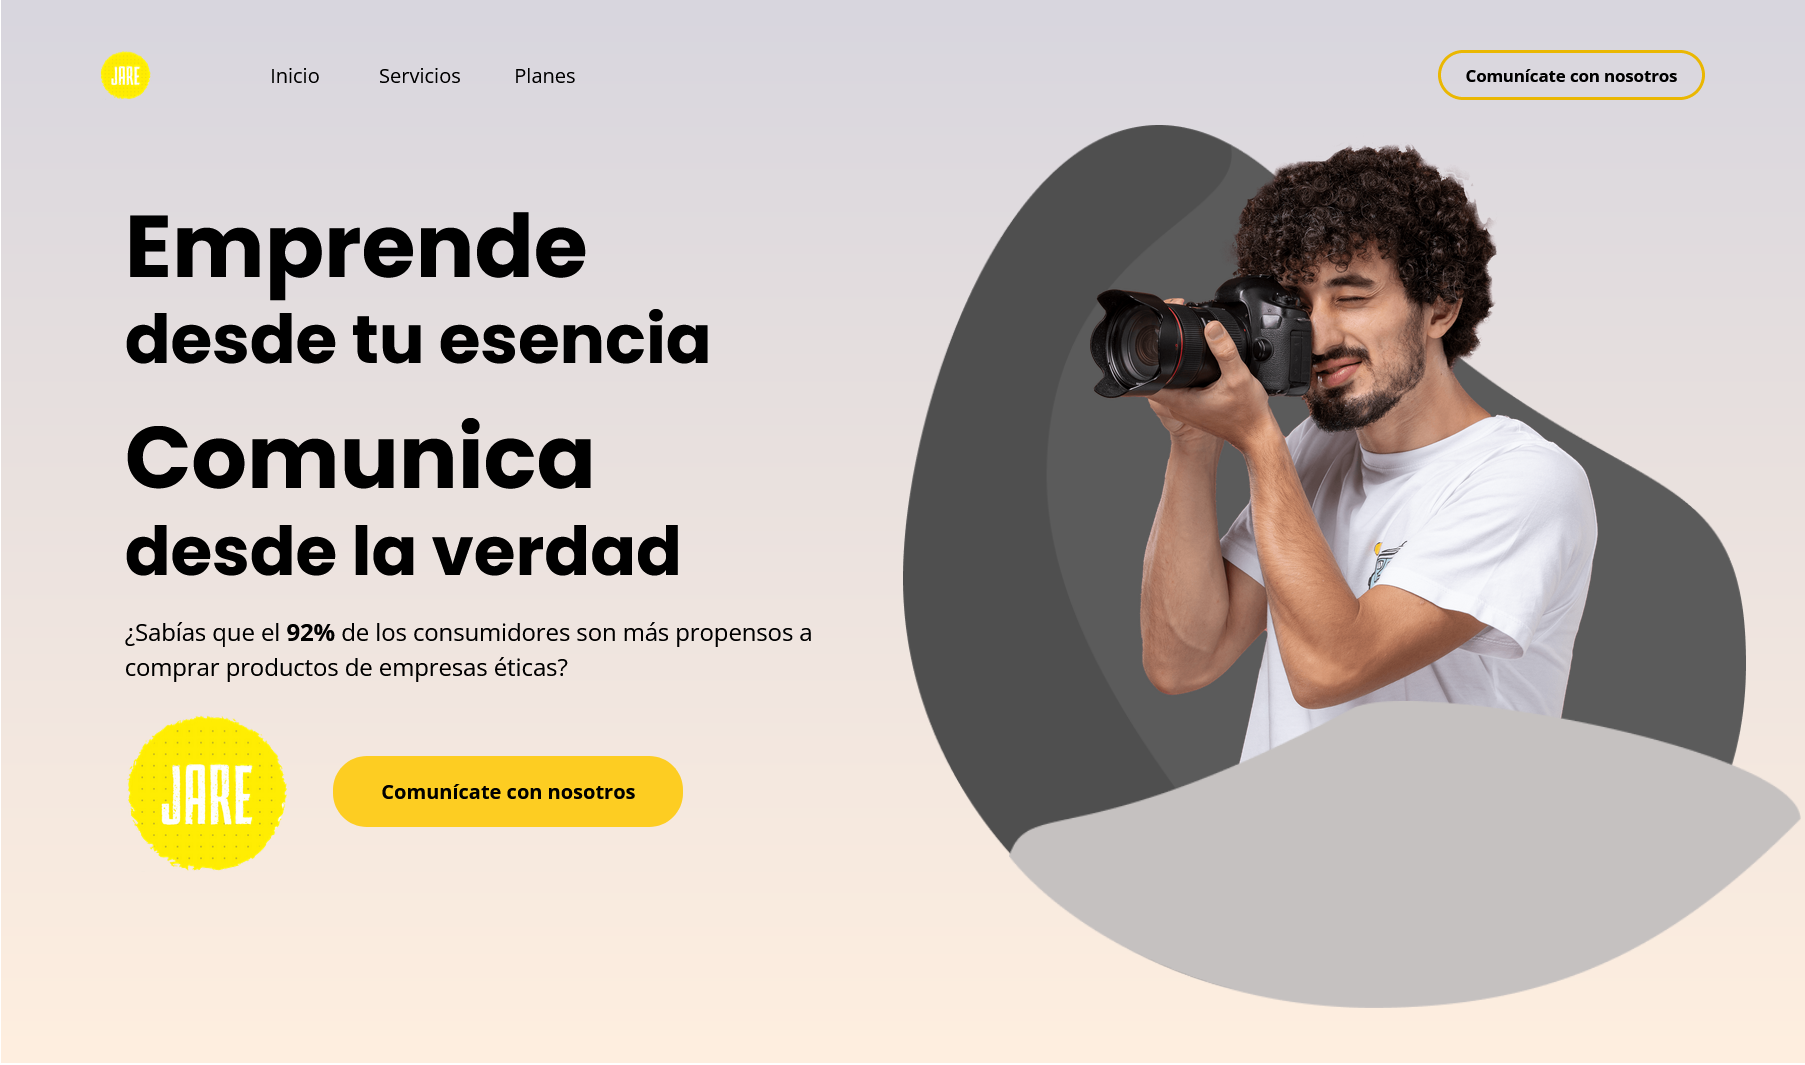 JARE
Inicio
Servicios
Planes
Comunícate con nosotros
Emprende
desde tu esencia
Comunica
desde la verdad
¿Sabías que el 92% de los consumidores son más propensos a
comprar productos de empresas éticas?
JARE
Comunícate con nosotros